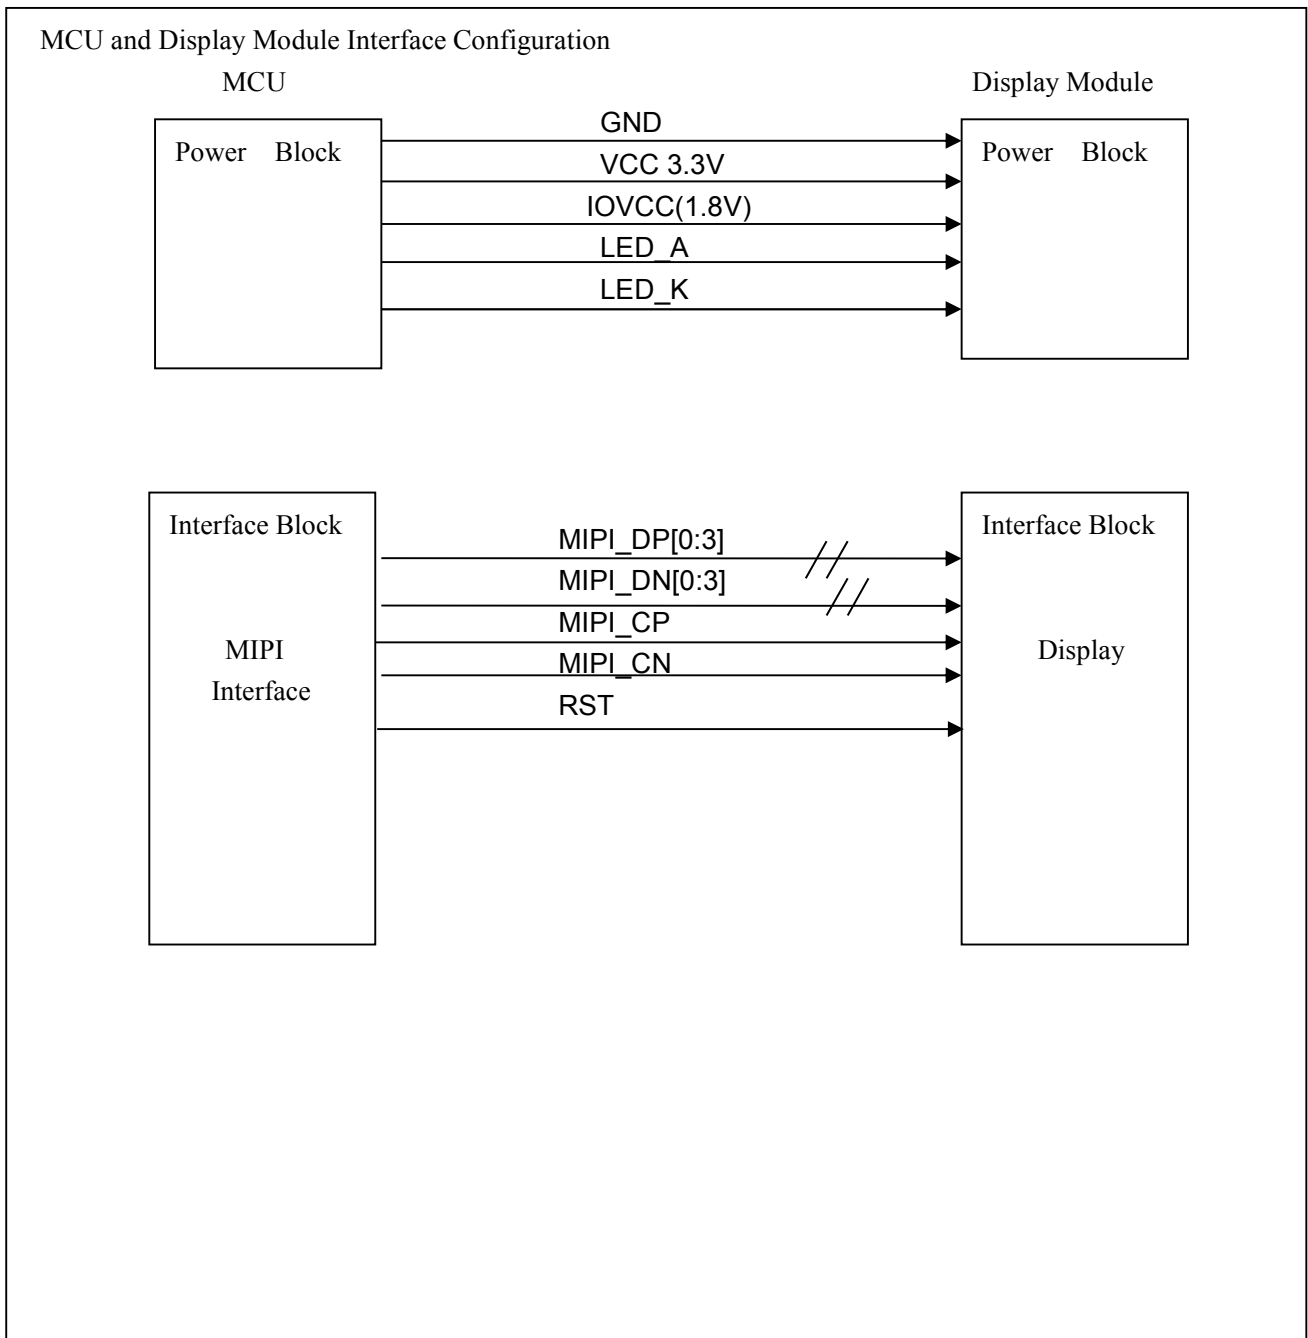 MCU and Display Module Interface Configuration
MCU
Display Module
Power Block
GND
VCC 3.3V
IOVCC(1.8V)
LED_A
LED_K
Power Block
Interface Block
MIPI
Interface
MIPI_DP[0:3]
MIPI_DN[0:3]
MIPI_CP
MIPI_CN
RST
Interface Block
Display